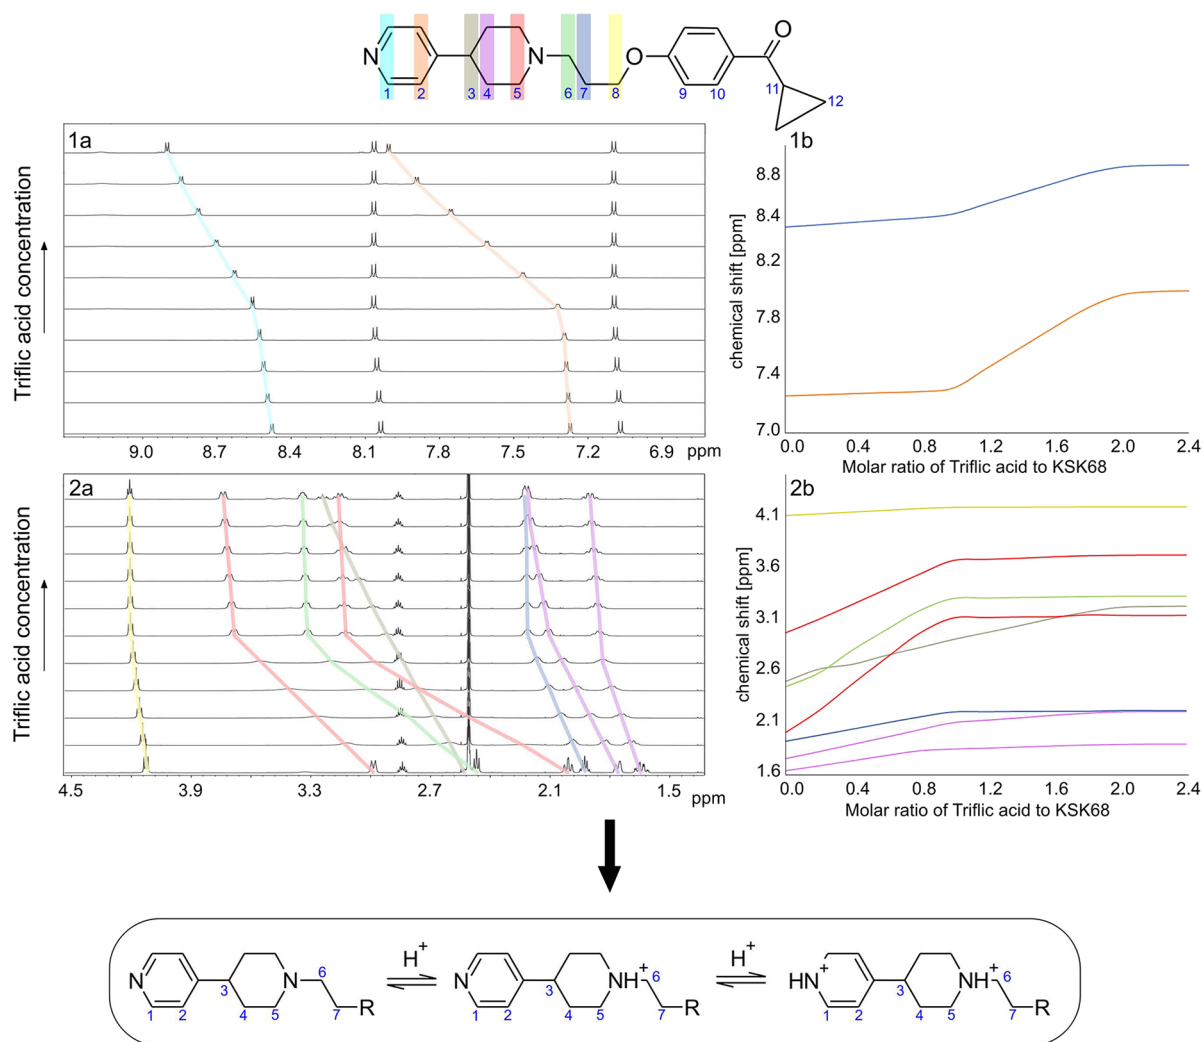 O
N
N
O
1
2
3
4
5
6
7
8
9
10
11
12
1a
Triflic acid concentration
9.0 8.7 8.4 8.1 7.8 7.5 7.2 6.9 ppm
1b
chemical shift [ppm]
8.8
8.4
8.2
7.8
7.4
7.0
0.0 0.4 0.8 1.2 1.6 2.0 2.4
Molar ratio of Triflic acid to KSK68
2a
Triflic acid concentration
4.5 3.9 3.3 2.7 2.1 1.5 ppm
2b
chemical shift [ppm]
4.1
3.6
3.1
2.6
2.1
1.6
0.0 0.4 0.8 1.2 1.6 2.0 2.4
Molar ratio of Triflic acid to KSK68
N N R
1 2 3 4 5 6 7
H+
N NH+ R
1 2 3 4 5 6 7
H+
HN+ NH+ R
1 2 3 4 5 6 7